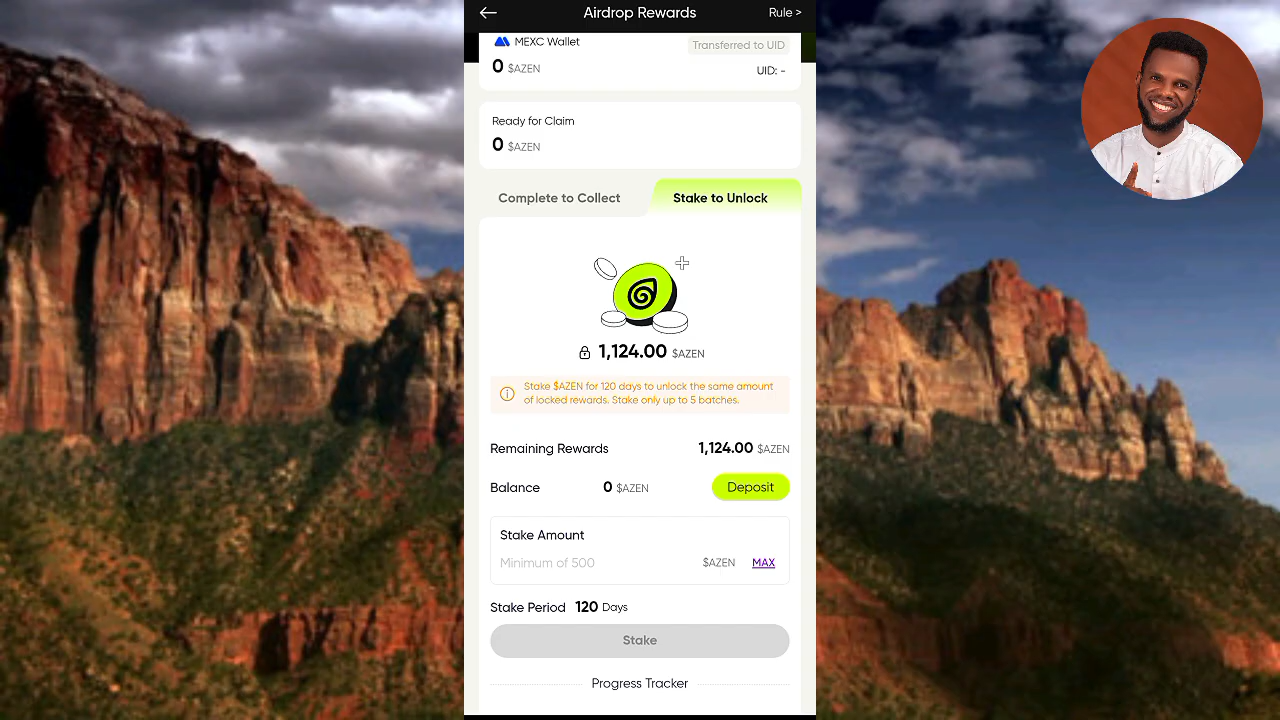 Airdrop Rewards
Rule >
MEXC Wallet
Transferred to UID
0 $AZEN
UID: -
Ready for Claim
0 $AZEN
Complete to Collect
Stake to Unlock
1,124.00 $AZEN
Stake $AZEN for 120 days to unlock the same amount
of locked rewards. Stake only up to 5 batches.
Remaining Rewards
1,124.00 $AZEN
Balance
0 $AZEN
Deposit
Stake Amount
Minimum of 500
$AZEN
MAX
Stake Period 120 Days
Stake
Progress Tracker